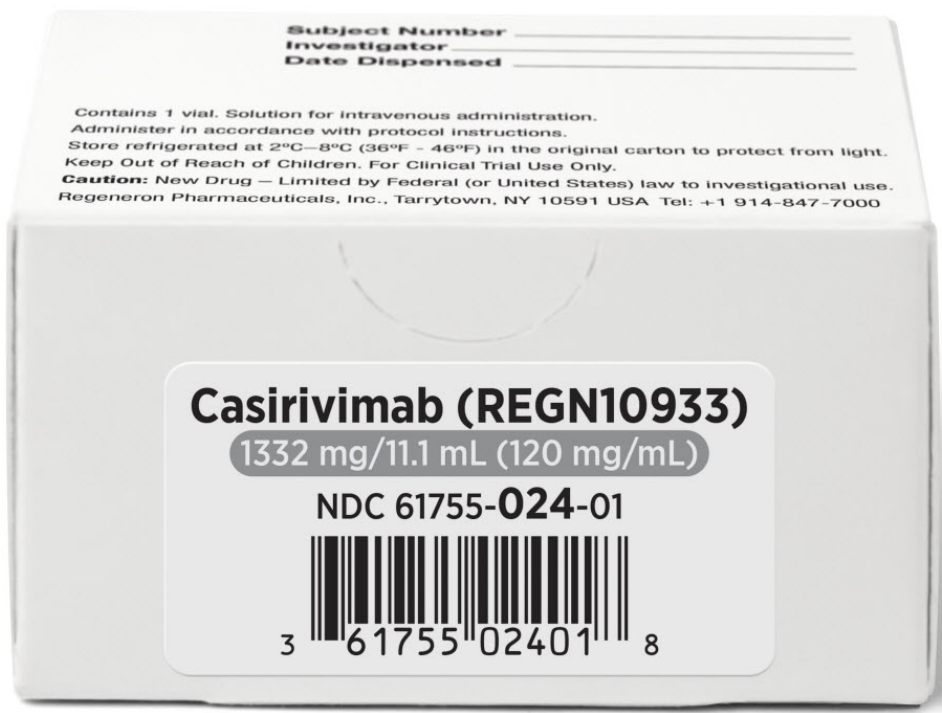 Subject Number
Investigator
Date Dispensed
Contains 1 vial. Solution for intravenous administration.
Administer in accordance with protocol instructions.
Store refrigerated at 2ºC–8ºC (36ºF - 46ºF) in the original carton to protect from light.
Keep Out of Reach of Children. For Clinical Trial Use Only.
Caution: New Drug – Limited by Federal (or United States) law to investigational use.
Regeneron Pharmaceuticals, Inc., Tarrytown, NY 10591 USA Tel: +1 914-847-7000
Casirivimab (REGN10933)
1332 mg/11.1 mL (120 mg/mL)
NDC 61755-024-01
3 61755 02401 8